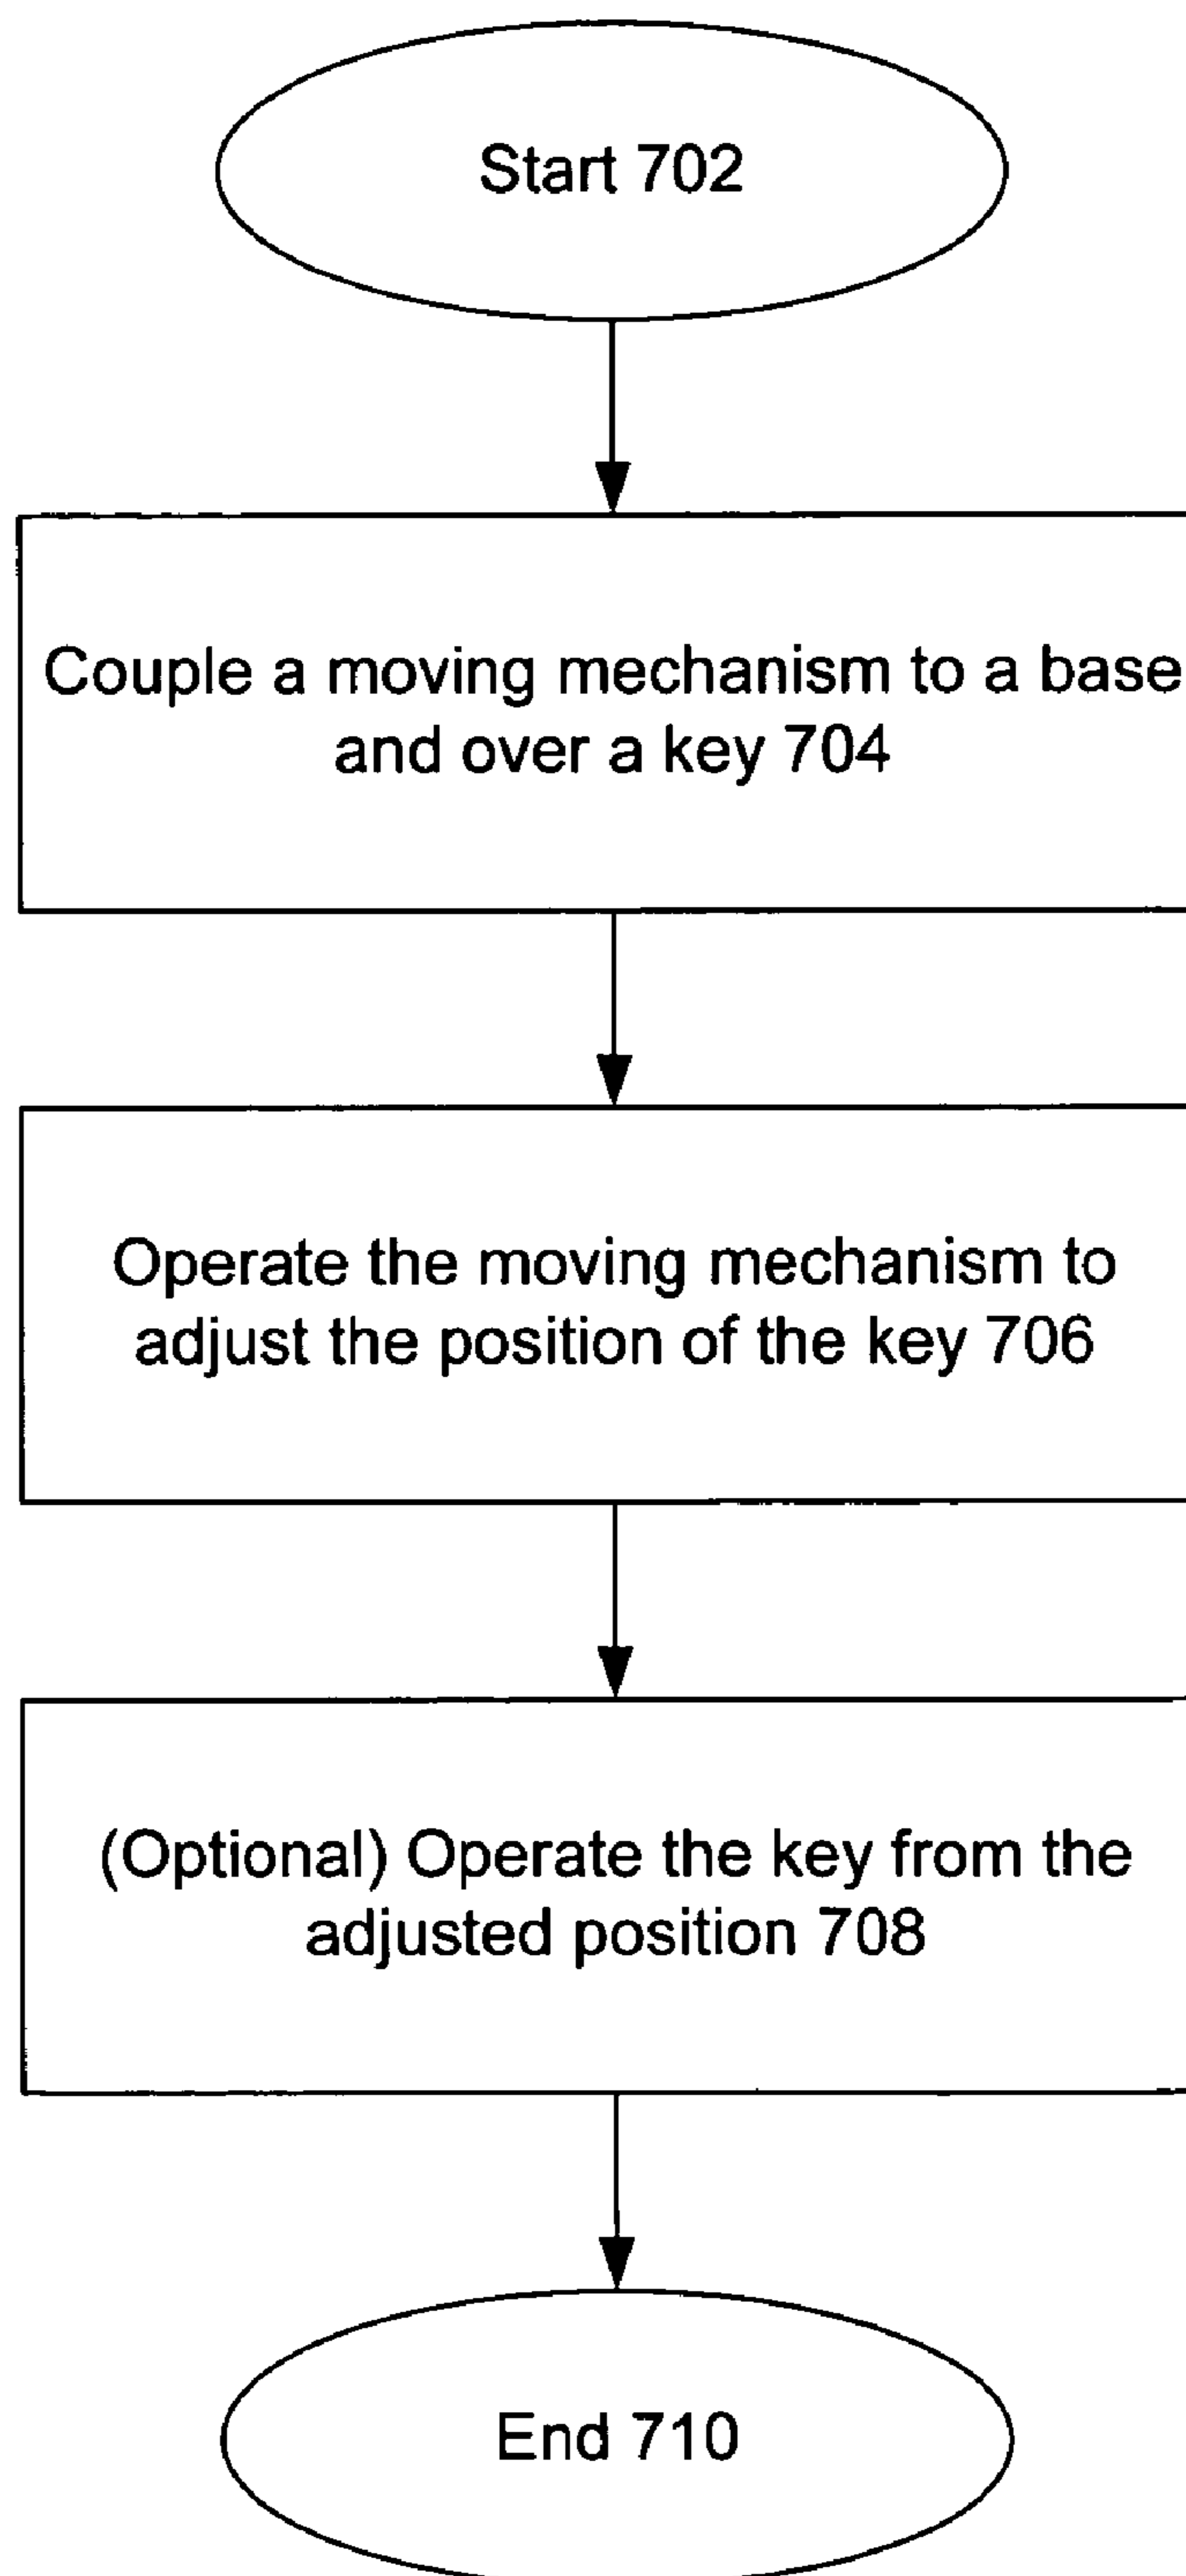 Start 702
Couple a moving mechanism to a base
and over a key 704
Operate the moving mechanism to
adjust the position of the key 706
(Optional) Operate the key from the
adjusted position 708
End 710